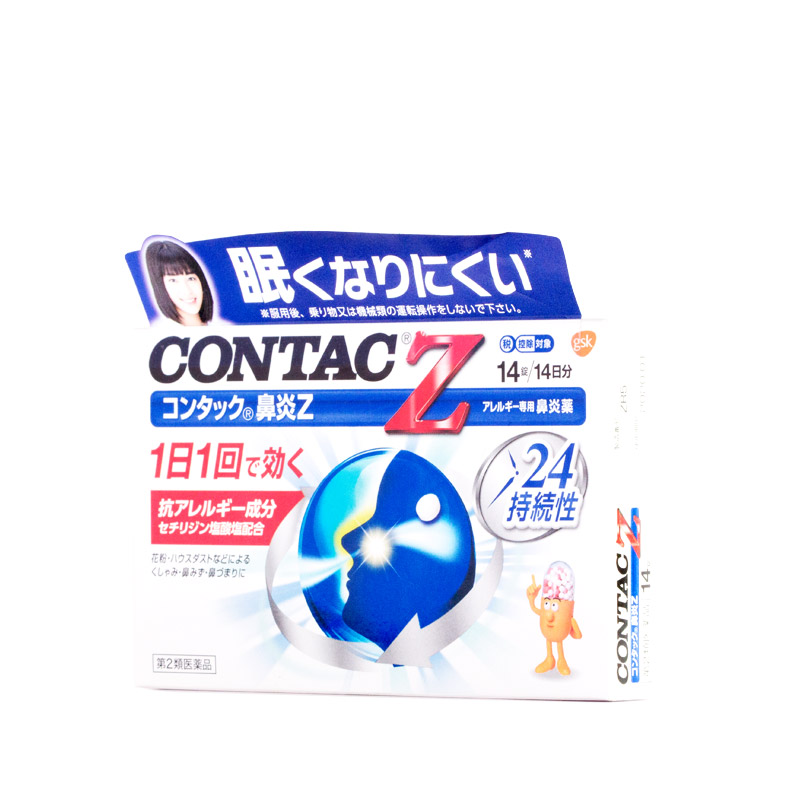 眠くなりにくい※
※服用後、乗り物又は機械類の運転操作をしないで下さい。
CONTAC® Z
税 控除 対象
gsk
14錠/14日分
コンタック®鼻炎Z
アレルギー専用 鼻炎薬
1日1回で効く
24
持続性
抗アレルギー成分
セチリジン塩酸塩配合
花粉・ハウスダストなどによる
くしゃみ・鼻みず・鼻づまりに
第2類医薬品
CONTAC Z
コンタック®鼻炎Z
14